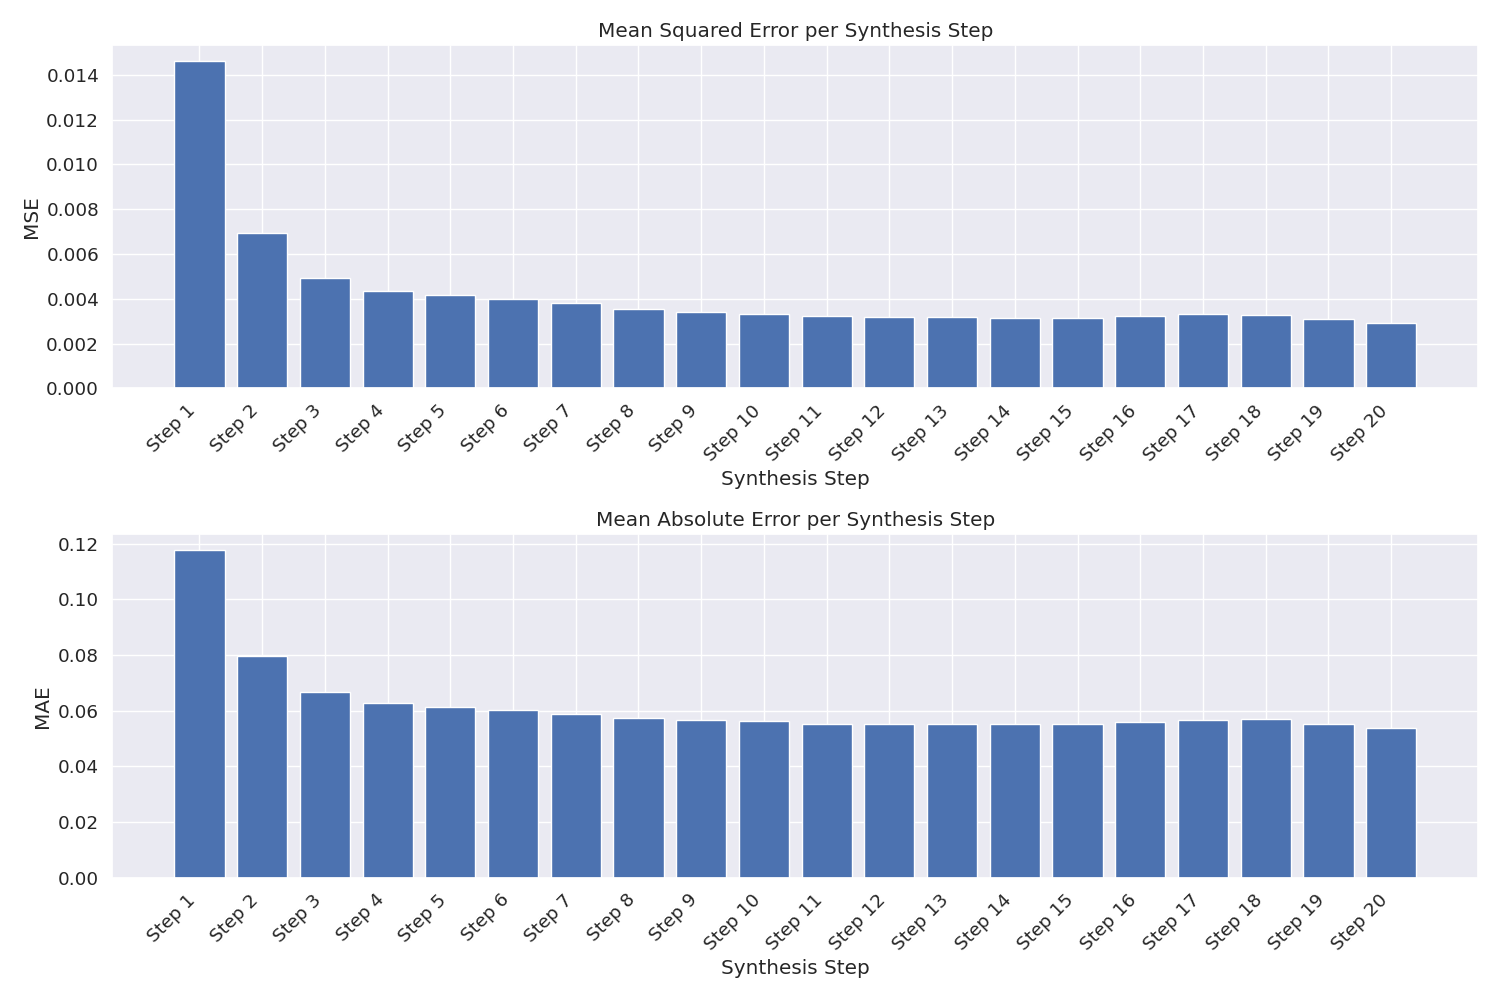 Mean Squared Error per Synthesis Step
0.014
0.012
0.010
0.008
0.006
0.004
0.002
0.000
MSE
Step 1
Step 2
Step 3
Step 4
Step 5
Step 6
Step 7
Step 8
Step 9
Step 10
Step 11
Step 12
Step 13
Step 14
Step 15
Step 16
Step 17
Step 18
Step 19
Step 20
Synthesis Step
Mean Absolute Error per Synthesis Step
0.12
0.10
0.08
0.06
0.04
0.02
0.00
MAE
Step 1
Step 2
Step 3
Step 4
Step 5
Step 6
Step 7
Step 8
Step 9
Step 10
Step 11
Step 12
Step 13
Step 14
Step 15
Step 16
Step 17
Step 18
Step 19
Step 20
Synthesis Step